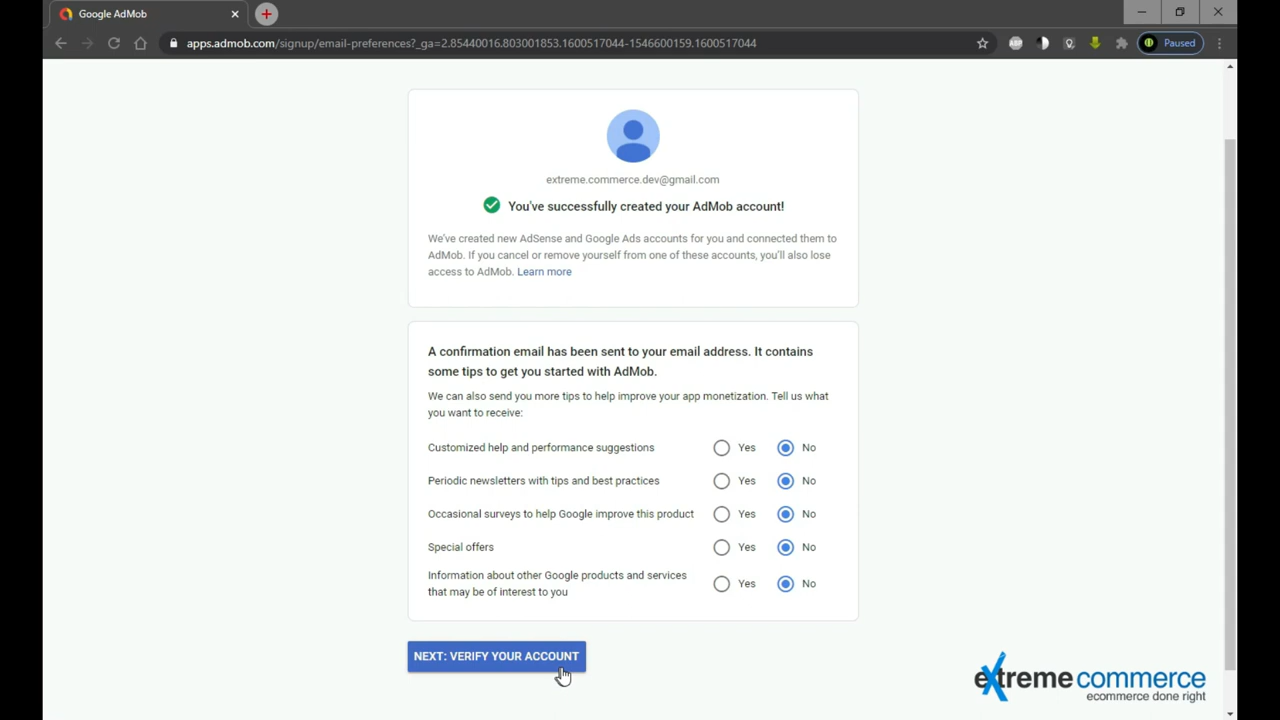 Google AdMob
apps.admob.com/signup/email-preferences?_ga=2.85440016.803001853.1600517044-1546600159.1600517044
Paused
extreme.commerce.dev@gmail.com
You've successfully created your AdMob account!
We've created new AdSense and Google Ads accounts for you and connected them to
AdMob. If you cancel or remove yourself from one of these accounts, you'll also lose
access to AdMob. Learn more
A confirmation email has been sent to your email address. It contains
some tips to get you started with AdMob.
We can also send you more tips to help improve your app monetization. Tell us what
you want to receive:
Customized help and performance suggestions Yes No
Periodic newsletters with tips and best practices Yes No
Occasional surveys to help Google improve this product Yes No
Special offers Yes No
Information about other Google products and services
that may be of interest to you Yes No
NEXT: VERIFY YOUR ACCOUNT
extreme commerce
ecommerce done right